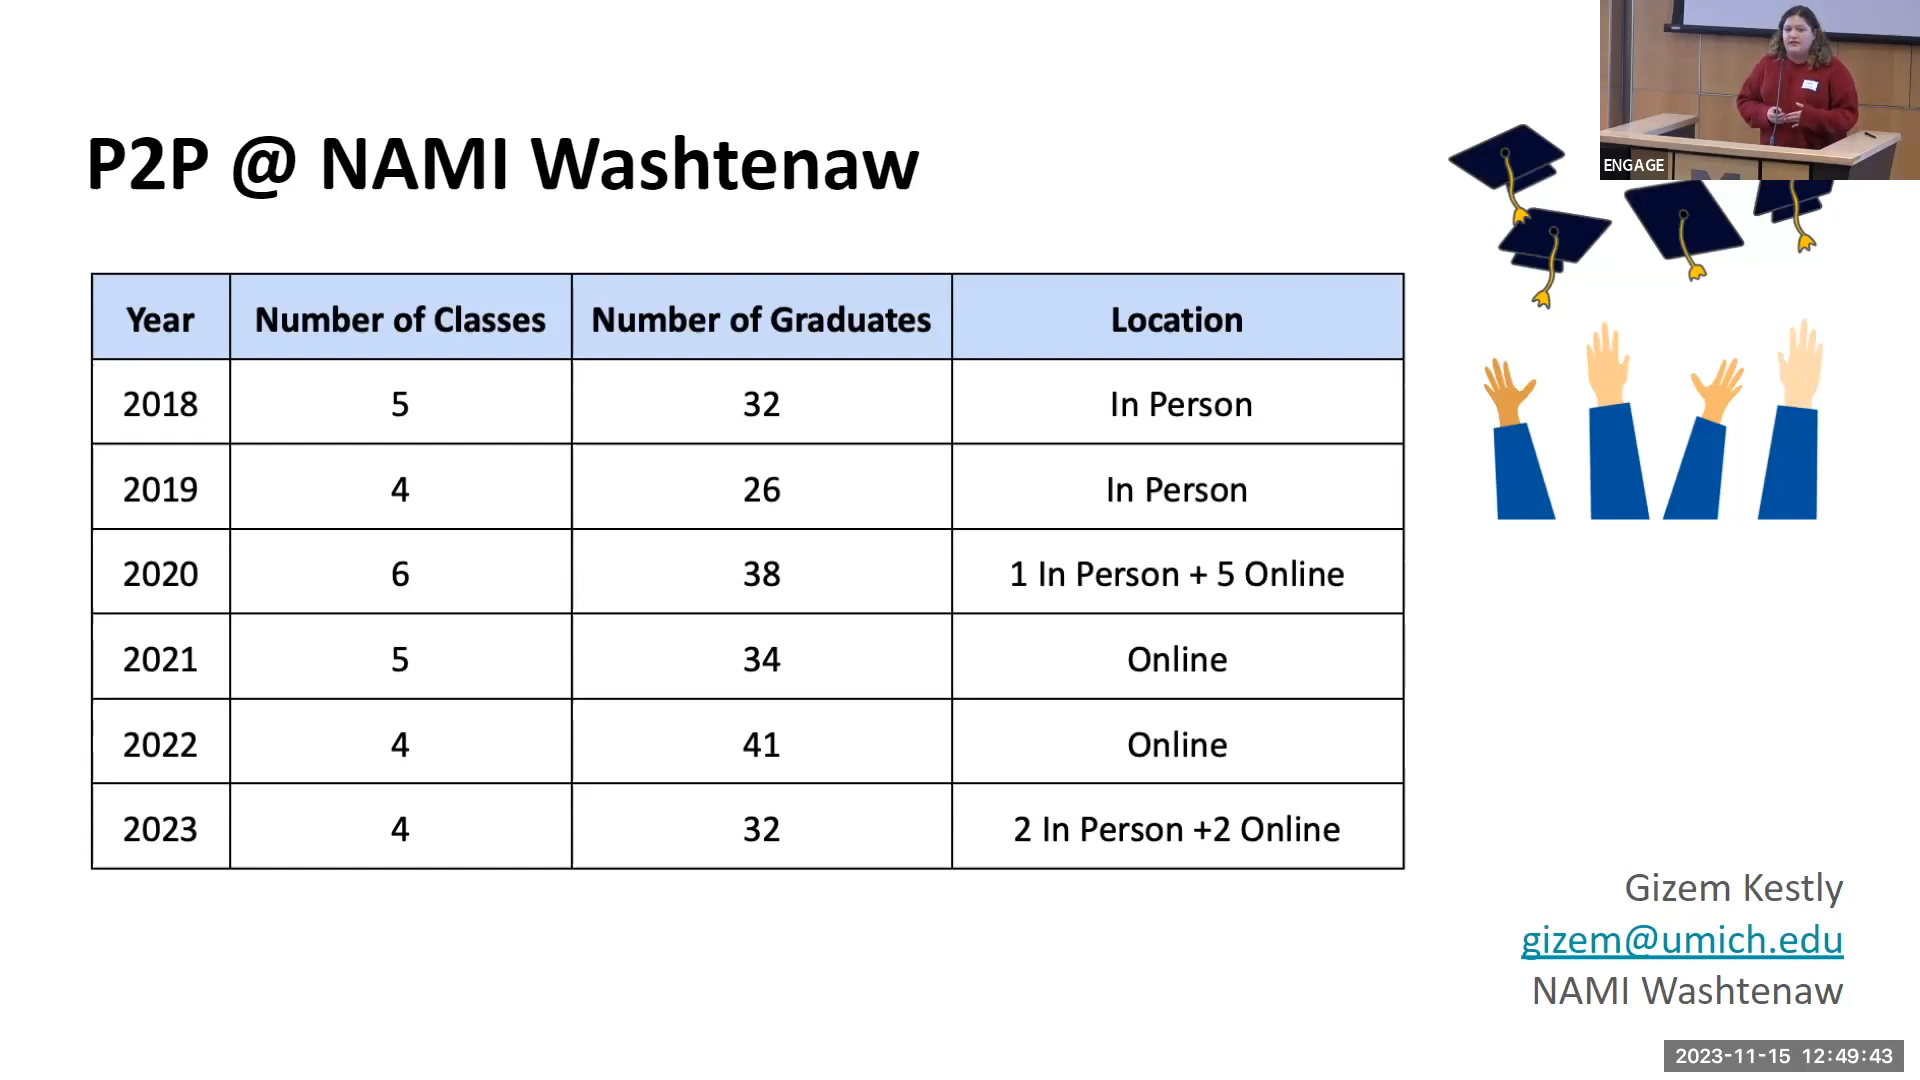 ENGAGE
P2P @ NAMI Washtenaw
Year Number of Classes Number of Graduates Location
2018 5 32 In Person
2019 4 26 In Person
2020 6 38 1 In Person + 5 Online
2021 5 34 Online
2022 4 41 Online
2023 4 32 2 In Person +2 Online
Gizem Kestly
gizem@umich.edu
NAMI Washtenaw
2023-11-15 12:49:43